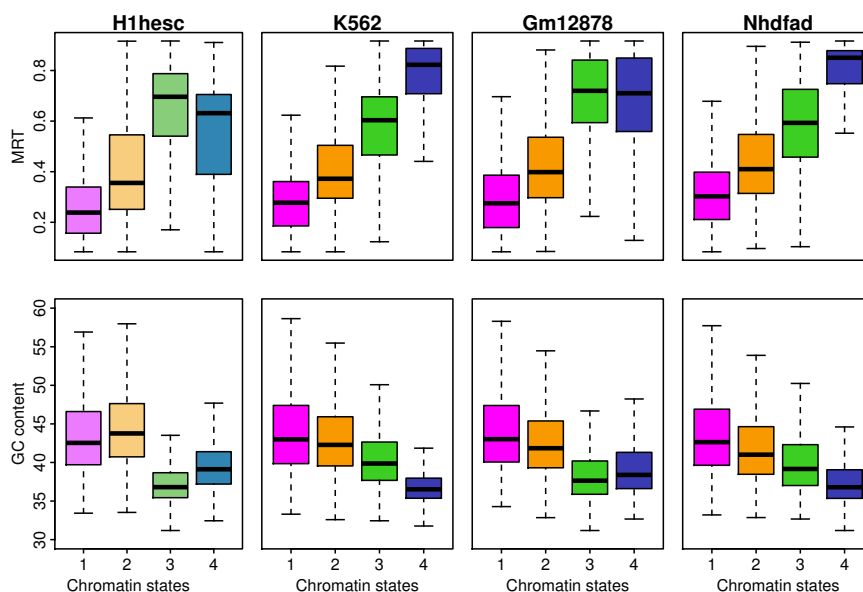 H1hesc K562 Gm12878 Nhdfad
MRT
0.8
0.6
0.4
0.2
GC content
60
55
50
45
40
35
30
1 2 3 4 1 2 3 4 1 2 3 4 1 2 3 4
Chromatin states Chromatin states Chromatin states Chromatin states